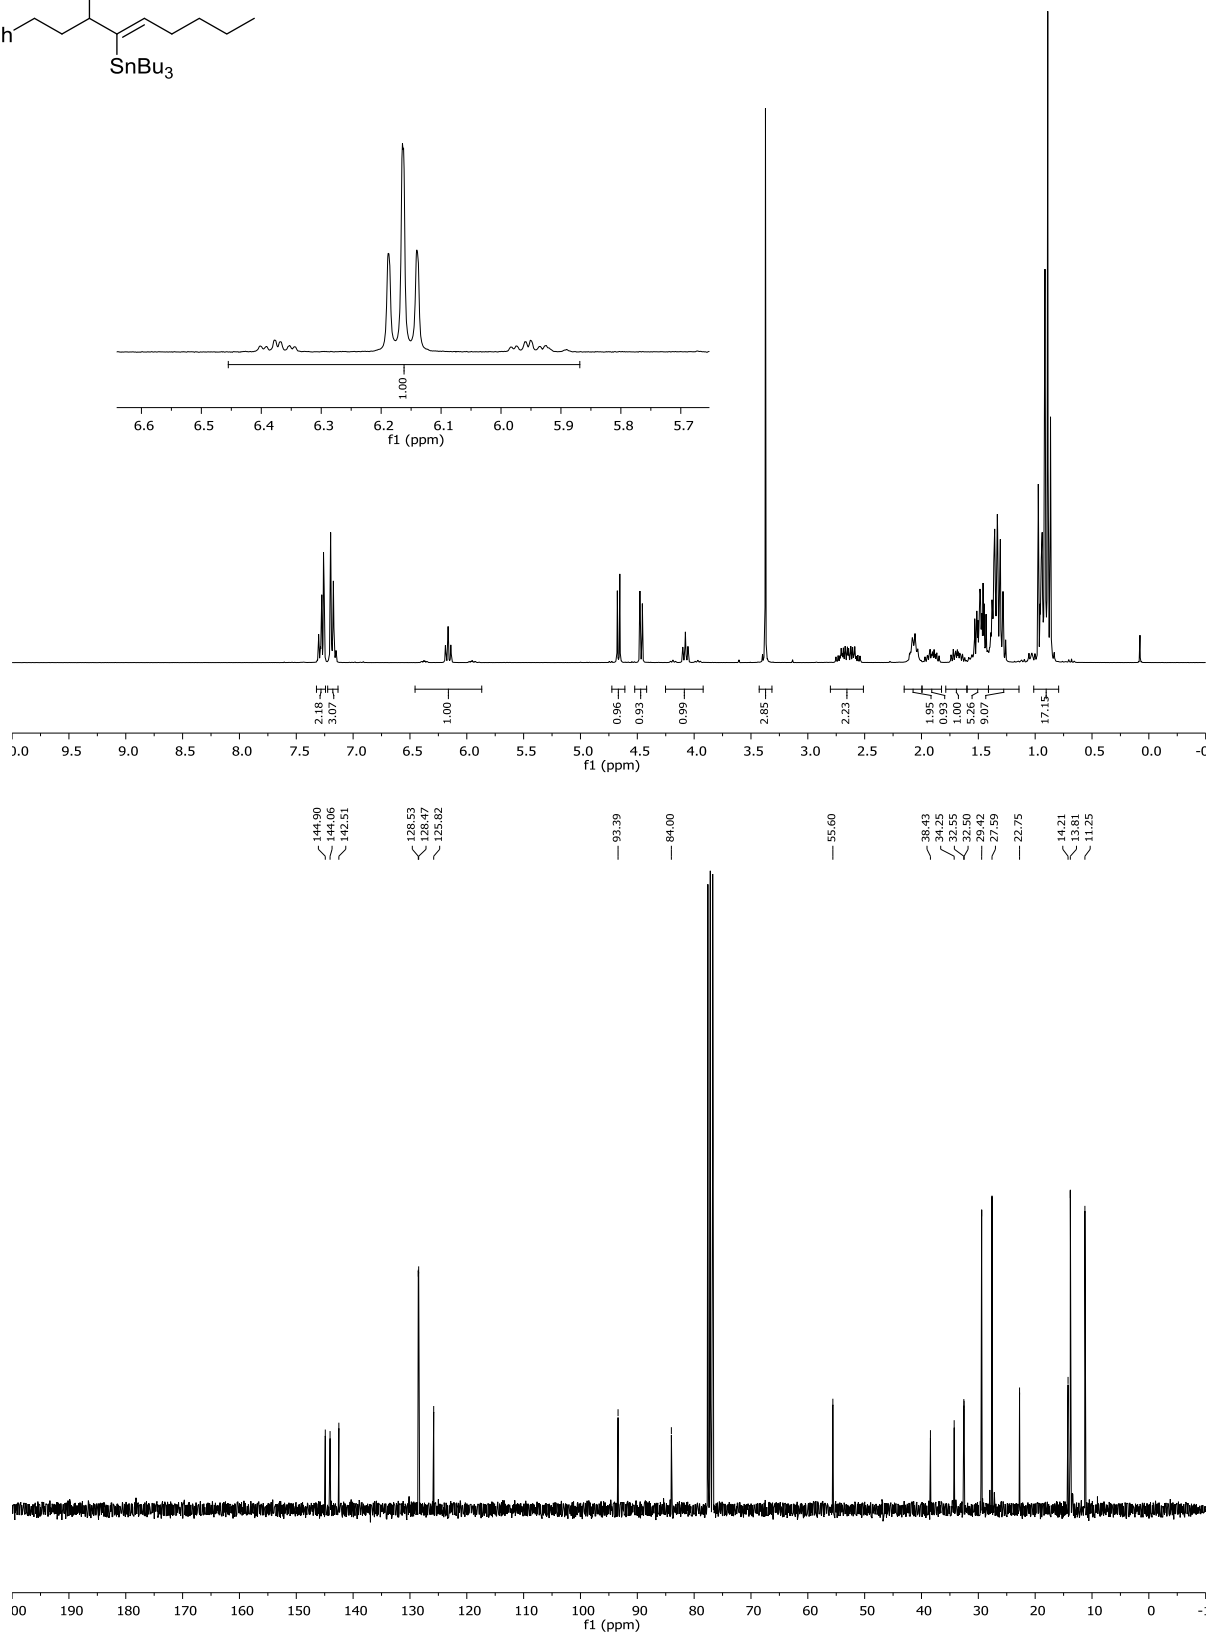 h
SnBu3
1.00
6.6 6.5 6.4 6.3 6.2 6.1 6.0 5.9 5.8 5.7
f1 (ppm)
2.18 3.07 1.00 0.96 0.93 0.99 2.85 2.23 1.95 0.93 1.00 5.26 9.07 17.15
0.0 9.5 9.0 8.5 8.0 7.5 7.0 6.5 6.0 5.5 5.0 4.5 4.0 3.5 3.0 2.5 2.0 1.5 1.0 0.5 0.0 -0
f1 (ppm)
144.90 144.06 142.51 128.53 128.47 125.82 93.39 84.00 55.60 38.43 34.25 32.55 32.50 29.42 27.59 22.75 14.21 13.81 11.25
00 190 180 170 160 150 140 130 120 110 100 90 80 70 60 50 40 30 20 10 0
f1 (ppm)